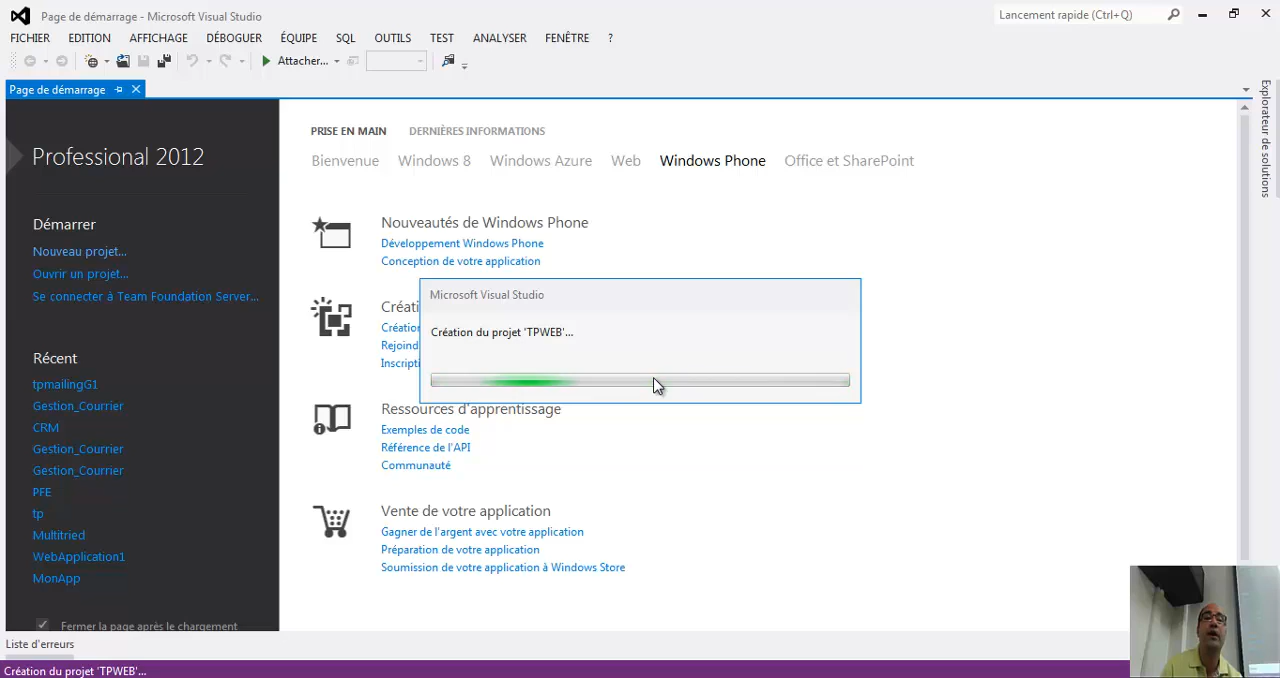 Page de démarrage - Microsoft Visual Studio
Lancement rapide (Ctrl+Q)
FICHIER EDITION AFFICHAGE DÉBOGUER ÉQUIPE SQL OUTILS TEST ANALYSER FENÊTRE ?
Attacher...
Page de démarrage
Explorateur de solutions
Professional 2012
Démarrer
Nouveau projet...
Ouvrir un projet...
Se connecter à Team Foundation Server...
Récent
tpmailingG1
Gestion_Courrier
CRM
Gestion_Courrier
Gestion_Courrier
PFE
tp
Multitried
WebApplication1
MonApp
Fermer la page après le chargement
PRISE EN MAIN DERNIÈRES INFORMATIONS
Bienvenue Windows 8 Windows Azure Web Windows Phone Office et SharePoint
Nouveautés de Windows Phone
Développement Windows Phone
Conception de votre application
Créati
Création
Rejoind
Inscripti
Microsoft Visual Studio
Création du projet 'TPWEB'...
Ressources d'apprentissage
Exemples de code
Référence de l'API
Communauté
Vente de votre application
Gagner de l'argent avec votre application
Préparation de votre application
Soumission de votre application à Windows Store
Liste d'erreurs
Création du projet 'TPWEB'...